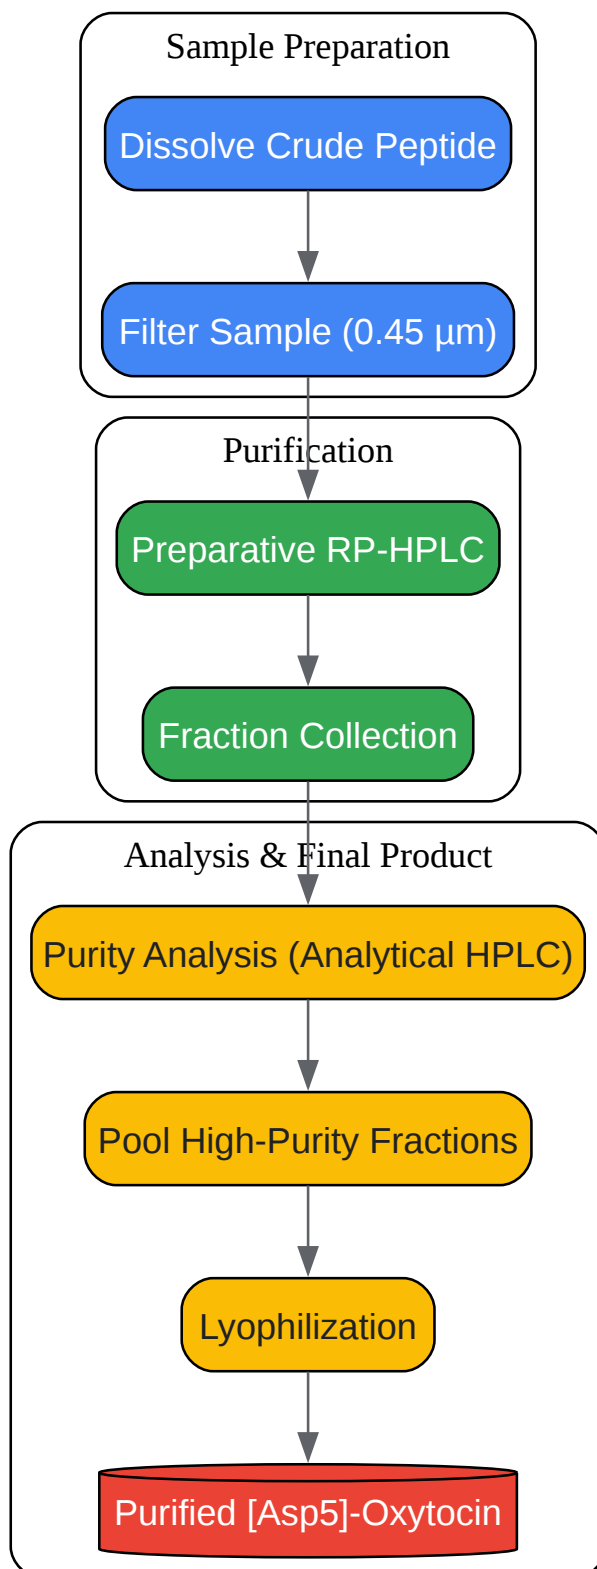 Sample Preparation
Dissolve Crude Peptide
Filter Sample (0.45 µm)
Purification
Preparative RP-HPLC
Fraction Collection
Analysis & Final Product
Purity Analysis (Analytical HPLC)
Pool High-Purity Fractions
Lyophilization
Purified [Asp5]-Oxytocin